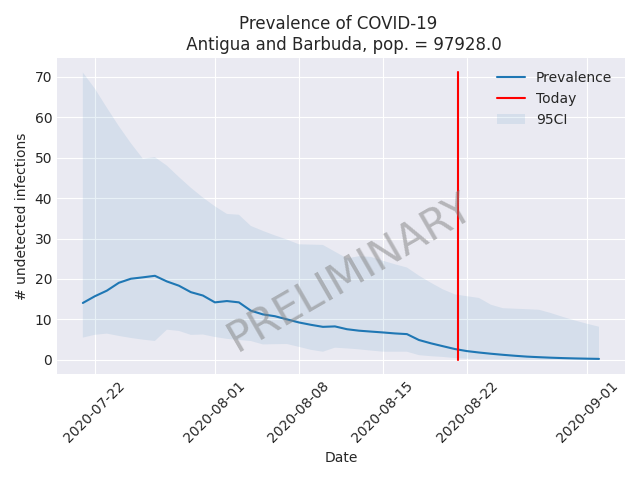 Prevalence of COVID-19
Antigua and Barbuda, pop. = 97928.0
# undetected infections
70
60
50
40
30
20
10
0
Prevalence
Today
95CI
PRELIMINARY
2020-07-22
2020-08-01
2020-08-08
2020-08-15
2020-08-22
2020-09-01
Date